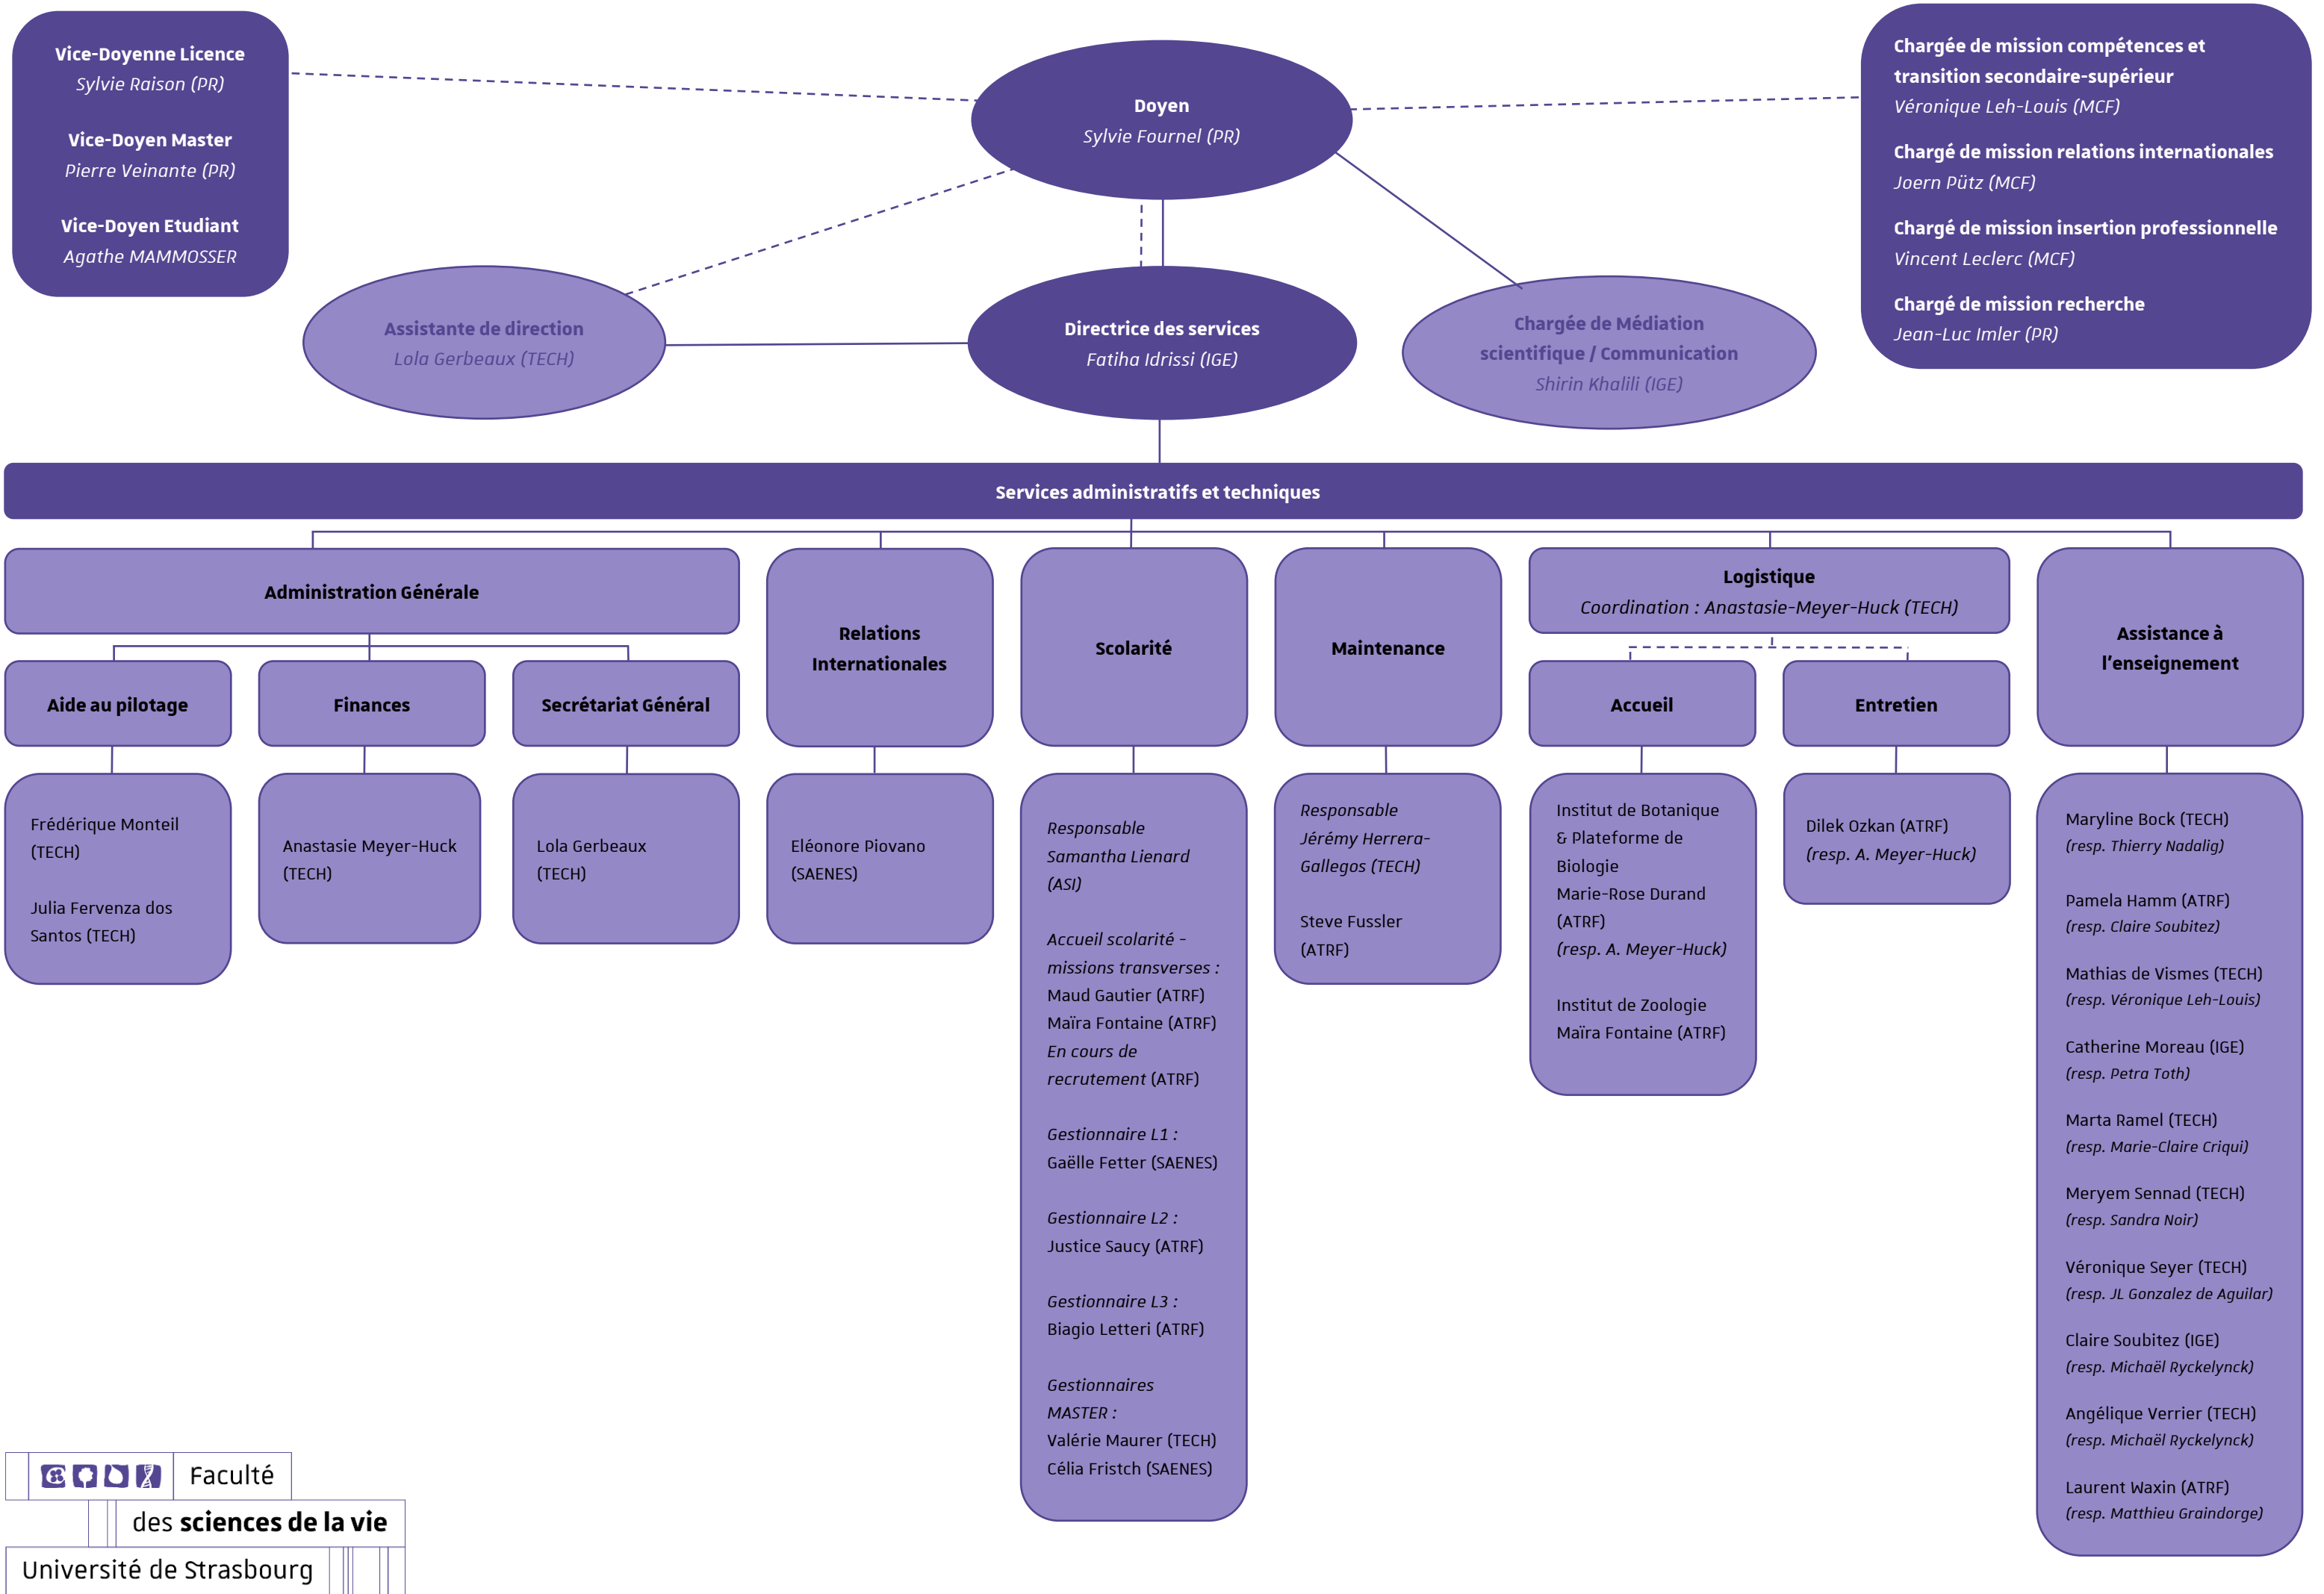 Vice-Doyenne Licence
Sylvie Raison (PR)
Vice-Doyen Master
Pierre Veinante (PR)
Vice-Doyen Etudiant
Agathe MAMMOSSER
Doyen
Sylvie Fournel (PR)
Chargée de mission compétences et
transition secondaire-supérieur
Véronique Leh-Louis (MCF)
Chargé de mission relations internationales
Joern Pütz (MCF)
Chargé de mission insertion professionnelle
Vincent Leclerc (MCF)
Chargé de mission recherche
Jean-Luc Imler (PR)
Assistante de direction
Lola Gerbeaux (TECH)
Directrice des services
Fatiha Idrissi (IGE)
Chargée de Médiation
scientifique / Communication
Shirin Khalili (IGE)
Services administratifs et techniques
Administration Générale
Aide au pilotage
Frédérique Monteil
(TECH)
Julia Fervenza dos
Santos (TECH)
Finances
Anastasie Meyer-Huck
(TECH)
Secrétariat Général
Lola Gerbeaux
(TECH)
Relations
Internationales
Eléonore Piovano
(SAENES)
Scolarité
Responsable
Samantha Lienard
(ASI)
Accueil scolarité -
missions transverses :
Maud Gautier (ATRF)
Maïra Fontaine (ATRF)
En cours de
recrutement (ATRF)
Gestionnaire L1 :
Gaëlle Fetter (SAENES)
Gestionnaire L2 :
Justice Saucy (ATRF)
Gestionnaire L3 :
Biagio Letteri (ATRF)
Gestionnaires
MASTER :
Valérie Maurer (TECH)
Célia Fristch (SAENES)
Maintenance
Responsable
Jérémy Herrera-
Gallegos (TECH)
Steve Fussler
(ATRF)
Logistique
Coordination : Anastasie-Meyer-Huck (TECH)
Accueil
Institut de Botanique
& Plateforme de
Biologie
Marie-Rose Durand
(ATRF)
(resp. A. Meyer-Huck)
Institut de Zoologie
Maïra Fontaine (ATRF)
Entretien
Dilek Ozkan (ATRF)
(resp. A. Meyer-Huck)
Assistance à
l'enseignement
Maryline Bock (TECH)
(resp. Thierry Nadalig)
Pamela Hamm (ATRF)
(resp. Claire Soubitez)
Mathias de Vismes (TECH)
(resp. Véronique Leh-Louis)
Catherine Moreau (IGE)
(resp. Petra Toth)
Marta Ramel (TECH)
(resp. Marie-Claire Criqui)
Meryem Sennad (TECH)
(resp. Sandra Noir)
Véronique Seyer (TECH)
(resp. JL Gonzalez de Aguilar)
Claire Soubitez (IGE)
(resp. Michaël Ryckelynck)
Angélique Verrier (TECH)
(resp. Michaël Ryckelynck)
Laurent Waxin (ATRF)
(resp. Matthieu Graindorge)
Faculté
des sciences de la vie
Université de Strasbourg